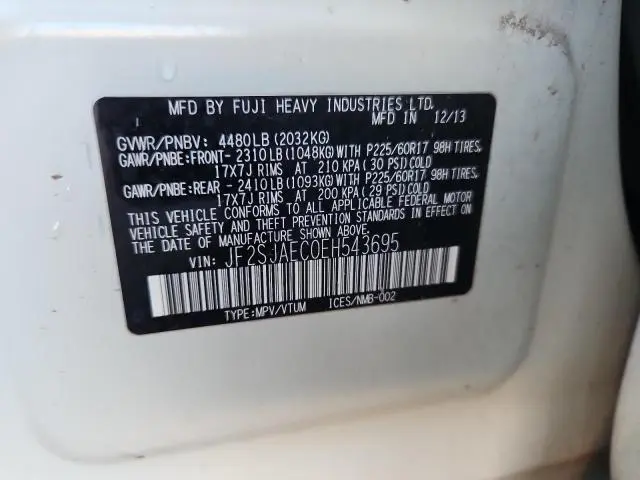 MFD BY FUJI HEAVY INDUSTRIES LTD.
MFD IN 12/13
GVWR/PNBV: 4480LB (2032KG)
GAWR/PNBE:FRONT- 2310LB(1048KG)WITH P225/60R17 98H TIRES,
17X7J RIMS AT 210 KPA(30 PSI)COLD
GAWR/PNBE:REAR - 2410LB(1093KG)WITH P225/60R17 98H TIRES,
17X7J RIMS AT 200 KPA(29 PSI)COLD
THIS VEHICLE CONFORMS TO ALL APPLICABLE FEDERAL MOTOR
VEHICLE SAFETY AND THEFT PREVENTION STANDARDS IN EFFECT ON
THE DATE OF MANUFACTURE SHOWN ABOVE.
VIN: JF2SJAEC0EH543695
TYPE:MPV/VTUM ICES/NMB-002